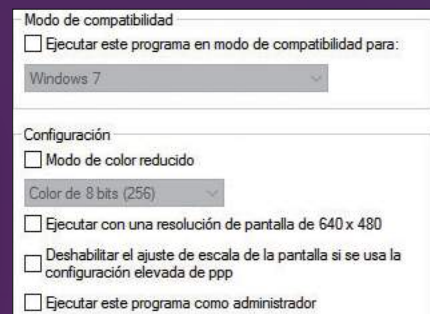 Modo de compatibilidad
Ejecutar este programa en modo de compatibilidad para:
Windows 7
Configuración
Modo de color reducido
Color de 8 bits (256)
Ejecutar con una resolución de pantalla de 640 x 480
Deshabilitar el ajuste de escala de la pantalla si se usa la
configuración elevada de ppp
Ejecutar este programa como administrador